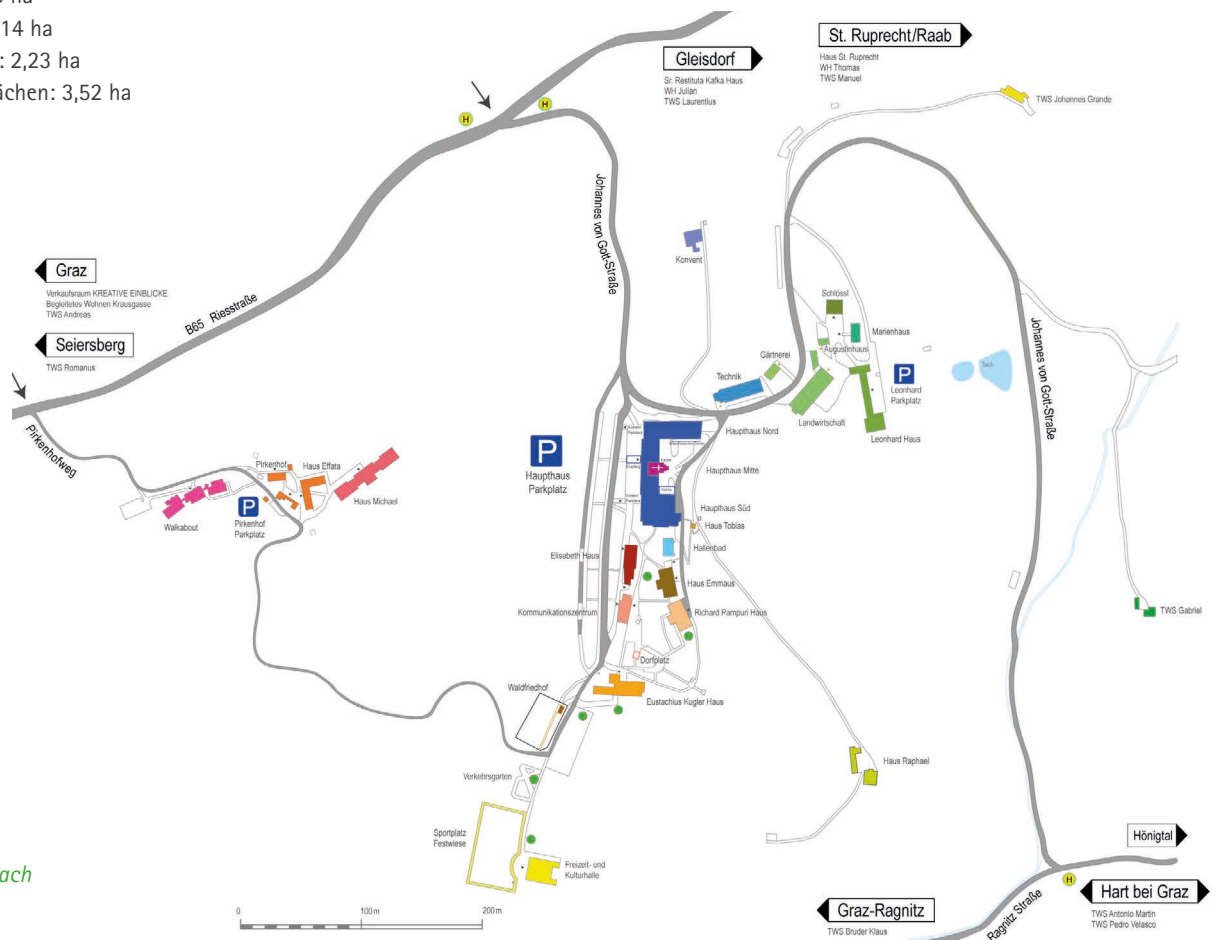 ha
14 ha
: 2,23 ha
ächen: 3,52 ha
St. Ruprecht/Raab
Haus St. Ruprecht
WH Thomas
TWS Manuel
Gleisdorf
Sr. Restituta Kafka Haus
WH Julian
TWS Laurentius
TWS Johannes Grande
H
H
Johannes von Gott-Straße
Konvent
Graz
Verkaufsraum KREATIVE EINBLICKE
Begleitetes Wohnen Krausgasse
TWS Andreas
B65 Riesstraße
Seiersberg
TWS Romanus
Schlössl
Marienhaus
Augustinhaus
Gärtnerei
Technik
P
Leonhard
Parkplatz
Landwirtschaft
Leonhard Haus
Teich
Johannes von Gott-Straße
Pirkenhofweg
Pirkenhof
Haus Effata
Haus Michael
Walkabout
P
Pirkenhof
Parkplatz
P
Haupthaus
Parkplatz
Haupthaus Nord
Haupthaus Mitte
Haupthaus Süd
Haus Tobias
Hallenbad
Elisabeth Haus
Haus Emmaus
Kommunikationszentrum
Richard Pampuri Haus
Dorfplatz
Waldfriedhof
Eustachius Kugler Haus
TWS Gabriel
Haus Raphael
Verkehrsgarten
Sportplatz
Festwiese
Freizeit- und
Kulturhalle
ach
0 100m 200m
Hönigtal
H
Hart bei Graz
TWS Antonio Martin
TWS Pedro Velasco
Ragnitz Straße
Graz-Ragnitz
TWS Bruder Klaus